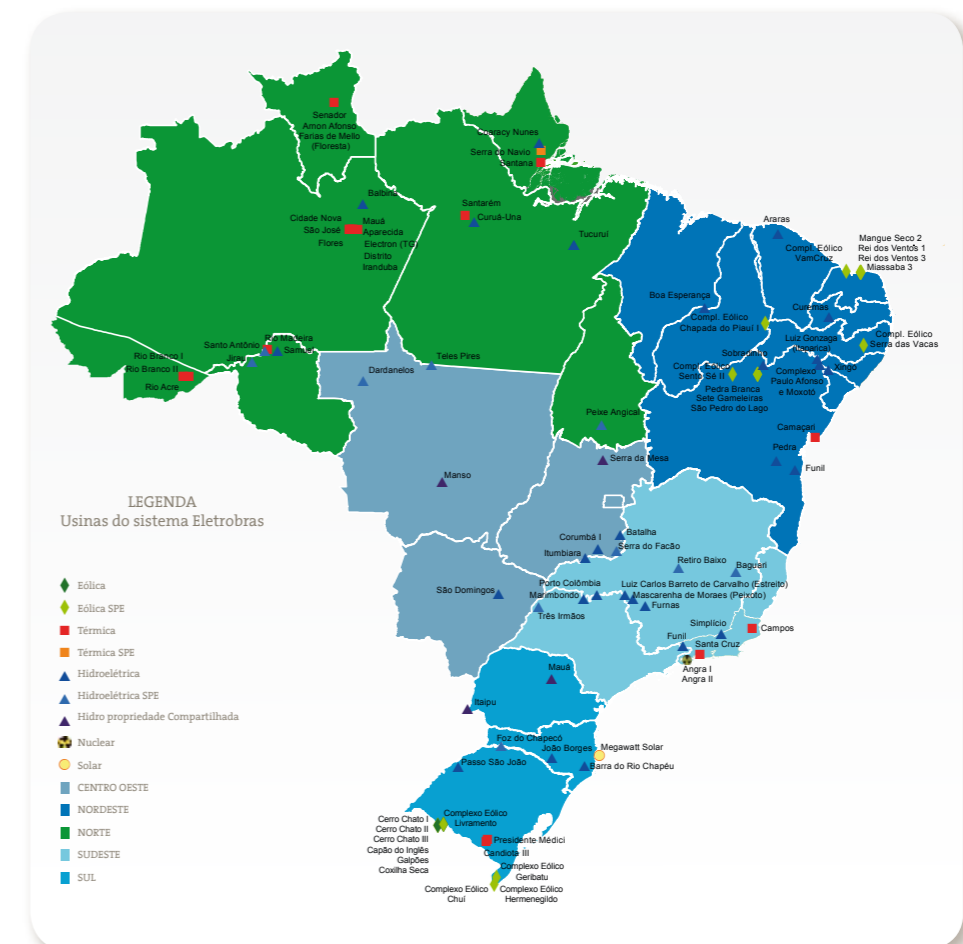 Senador
Amon Afonso
Farias de Mello
(Floresta)
Coaracy Nunes
Serra do Navio
Santana
Balbina
Cidade Nova
São José
Flores
Mauá
Aparecida
Electron (TG)
Distrito
Iranduba
Santarém
Curuá-Una
Tucuruí
Araras
Compl. Eólico
VamCruz
Mangue Seco 2
Rei dos Ventos 1
Rei dos Ventos 3
Miassaba 3
Boa Esperança
Compl. Eólico
Chapada do Piauí I
Curemas
Luiz Gonzaga
(Itaparica)
Compl. Eólico
Serra das Vacas
Sobradinho
Compl. Eólico
Sento Sé II
Pedra Branca
Sete Gameleiras
São Pedro do Lago
Complexo
Paulo Afonso
e Moxotó
Xingo
Rio Madeira
Santo Antônio
Samuel
Jirau
Rio Branco I
Rio Branco II
Rio Acre
Teles Pires
Dardanelos
Peixe Angical
Camaçari
Pedra
Funil
Serra da Mesa
Manso
LEGENDA
Usinas do sistema Eletrobras
Eólica
Eólica SPE
Térmica
Térmica SPE
Hidroelétrica
Hidroelétrica SPE
Hidro propriedade Compartilhada
Nuclear
Solar
CENTRO OESTE
NORDESTE
NORTE
SUDESTE
SUL
Batalha
Corumbá I
Serra do Facão
Itumbiara
Retiro Baixo
Baguari
São Domingos
Porto Colômbia
Luiz Carlos Barreto de Carvalho (Estreito)
Marimbondo
Mascarenha de Moraes (Peixoto)
Furnas
Três Irmãos
Simplício
Campos
Funil
Santa Cruz
Angra I
Angra II
Mauá
Itaipu
Foz do Chapecó
João Borges
Megawatt Solar
Passo São João
Barra do Rio Chapéu
Cerro Chato I
Cerro Chato II
Cerro Chato III
Capão do Inglês
Galpões
Coxilha Seca
Complexo Eólico
Livramento
Presidente Médici
Candiota III
Complexo Eólico
Geribatu
Complexo Eólico
Chuí
Complexo Eólico
Hermenegildo